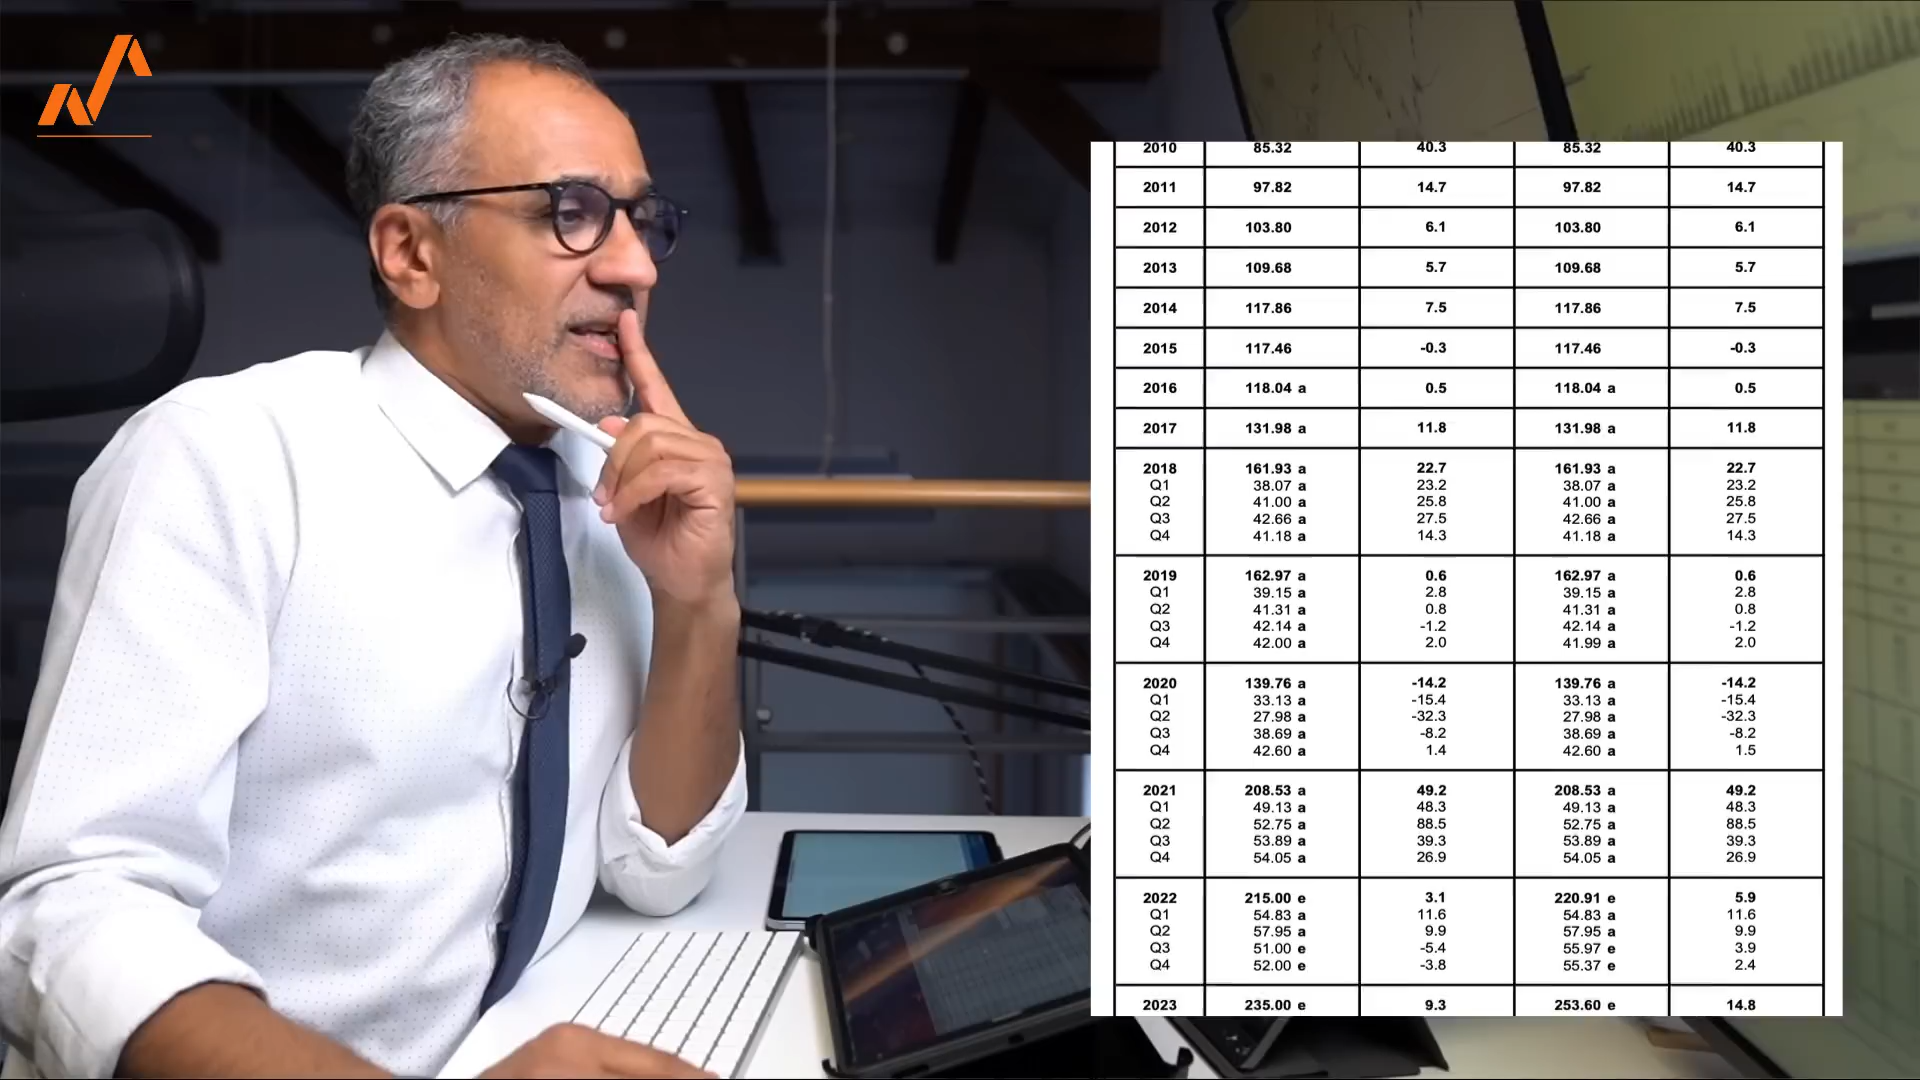 2010 85.32 40.3 85.32 40.3
2011 97.82 14.7 97.82 14.7
2012 103.80 6.1 103.80 6.1
2013 109.68 5.7 109.68 5.7
2014 117.86 7.5 117.86 7.5
2015 117.46 -0.3 117.46 -0.3
2016 118.04 a 0.5 118.04 a 0.5
2017 131.98 a 11.8 131.98 a 11.8
2018 161.93 a 22.7 161.93 a 22.7
Q1 38.07 a 23.2 38.07 a 23.2
Q2 41.00 a 25.8 41.00 a 25.8
Q3 42.66 a 27.5 42.66 a 27.5
Q4 41.18 a 14.3 41.18 a 14.3
2019 162.97 a 0.6 162.97 a 0.6
Q1 39.15 a 2.8 39.15 a 2.8
Q2 41.31 a 0.8 41.31 a 0.8
Q3 42.14 a -1.2 42.14 a -1.2
Q4 42.00 a 2.0 41.99 a 2.0
2020 139.76 a -14.2 139.76 a -14.2
Q1 33.13 a -15.4 33.13 a -15.4
Q2 27.98 a -32.3 27.98 a -32.3
Q3 38.69 a -8.2 38.69 a -8.2
Q4 42.60 a 1.4 42.60 a 1.5
2021 208.53 a 49.2 208.53 a 49.2
Q1 49.13 a 48.3 49.13 a 48.3
Q2 52.75 a 88.5 52.75 a 88.5
Q3 53.89 a 39.3 53.89 a 39.3
Q4 54.05 a 26.9 54.05 a 26.9
2022 215.00 e 3.1 220.91 e 5.9
Q1 54.83 a 11.6 54.83 a 11.6
Q2 57.95 a 9.9 57.95 a 9.9
Q3 51.00 e -5.4 55.97 e 3.9
Q4 52.00 e -3.8 55.37 e 2.4
2023 235.00 e 9.3 253.60 e 14.8